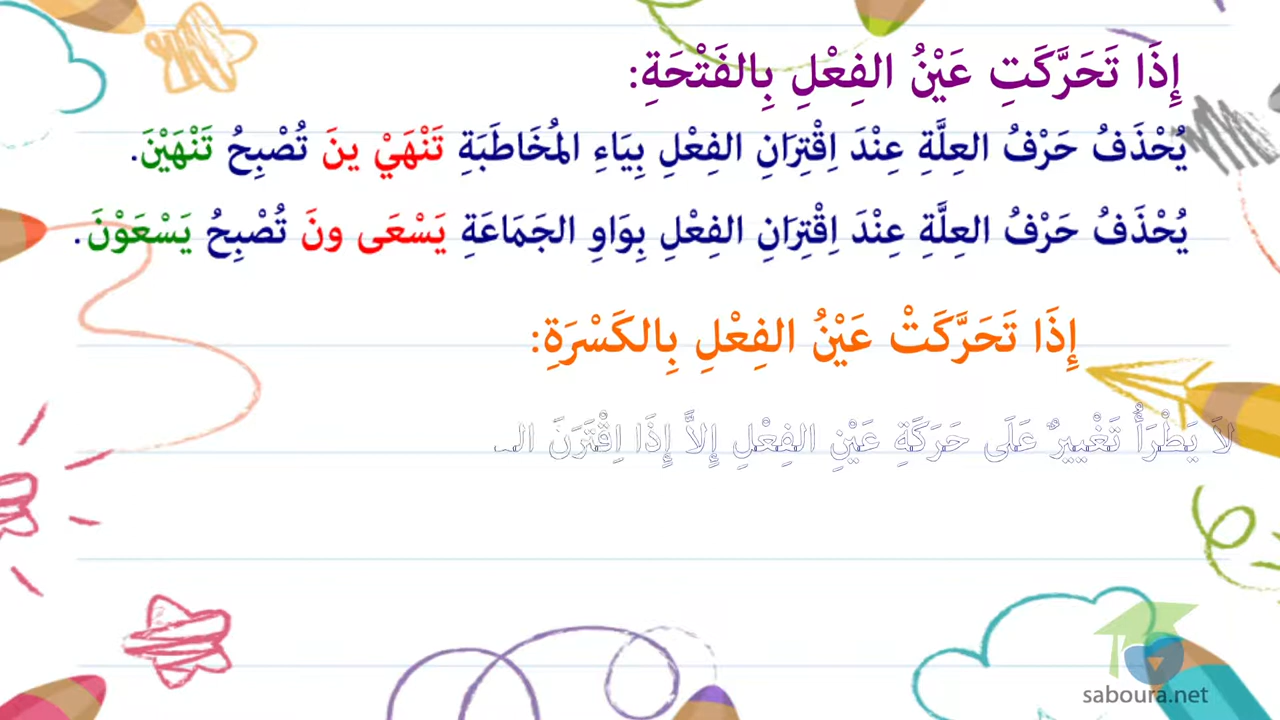 إِذَا تَحَرَّكَتِ عَيْنُ الفِعْلِ بِالفَتْحَةِ:
يُحْذَفُ حَرْفُ العِلَّةِ عِنْدَ اِقْتِرَانِ الفِعْلِ بِيَاءِ المُخَاطَبَةِ تَنْهَيْ ينَ تُصْبِحُ تَنْهَيْنَ.
يُحْذَفُ حَرْفُ العِلَّةِ عِنْدَ اِقْتِرَانِ الفِعْلِ بِوَاوِ الجَمَاعَةِ يَسْعَى ونَ تُصْبِحُ يَسْعَوْنَ.
إِذَا تَحَرَّكَتْ عَيْنُ الفِعْلِ بِالكَسْرَةِ:
لاَ يَطْرَأُ تَغْيِيرٌ عَلَى حَرَكَةِ عَيْنِ الفِعْلِ إِلاَّ إِذَا اِقْتَرَنَ
saboura.net